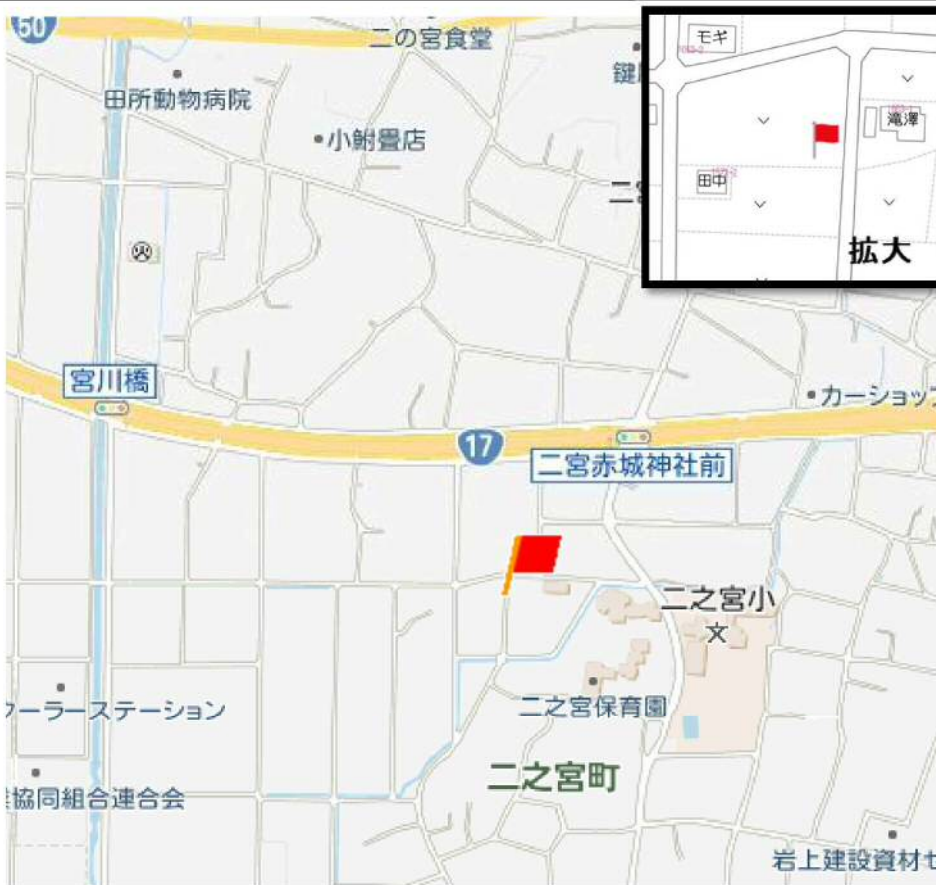 50
二の宮食堂
田所動物病院
小鮒畳店
モギ
滝澤
田中
拡大
宮川橋
カーショップ
17
二宮赤城神社前
二之宮小
文
クーラーステーション
二之宮保育園
二之宮町
協同組合連合会
岩上建設資材セ